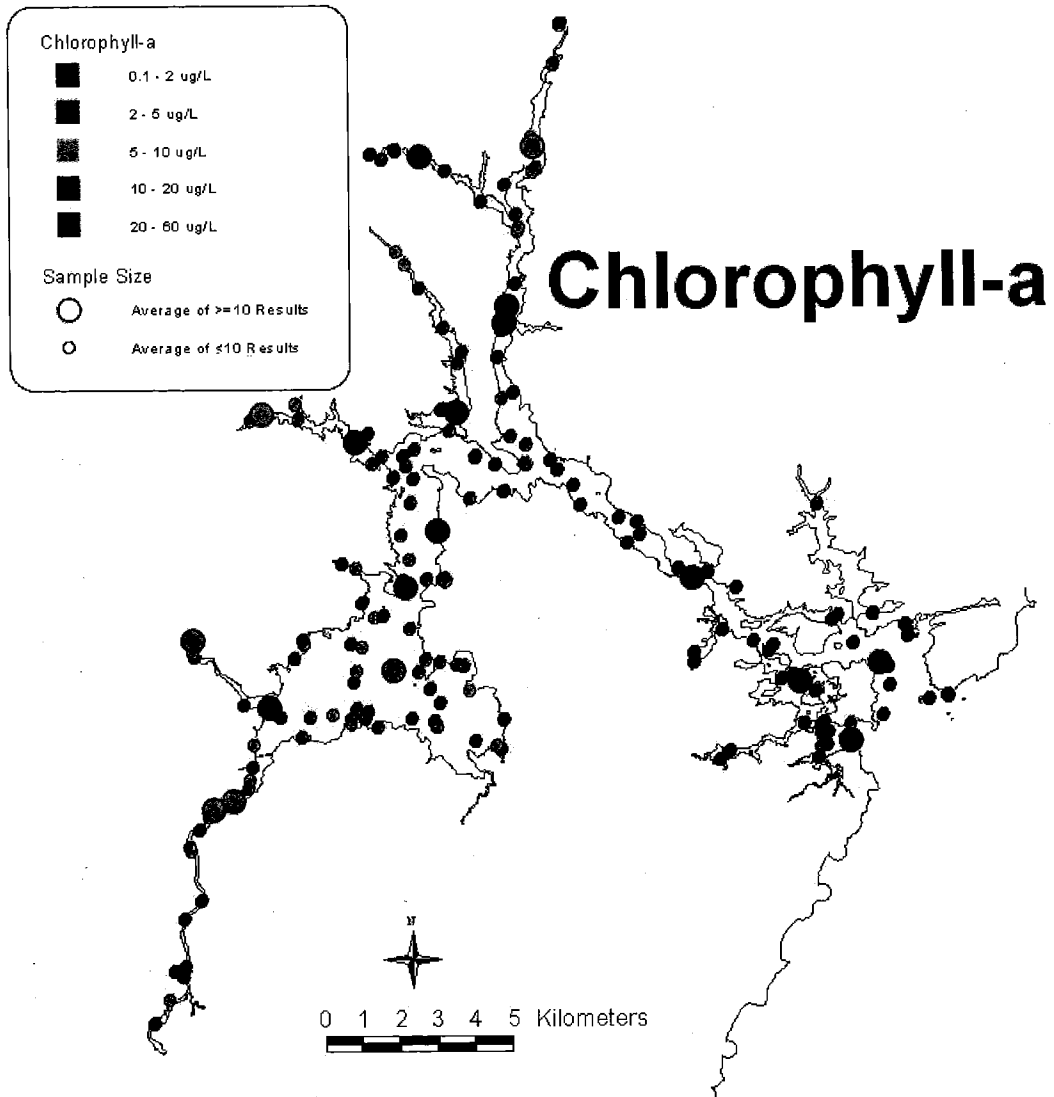 Chlorophyll-a
0.1 - 2 ug/L
2 - 5 ug/L
5 - 10 ug/L
10 - 20 ug/L
20 - 60 ug/L
Sample Size
Average of >=10 Results
Average of ≤10 Results
Chlorophyll-a
N
0 1 2 3 4 5 Kilometers